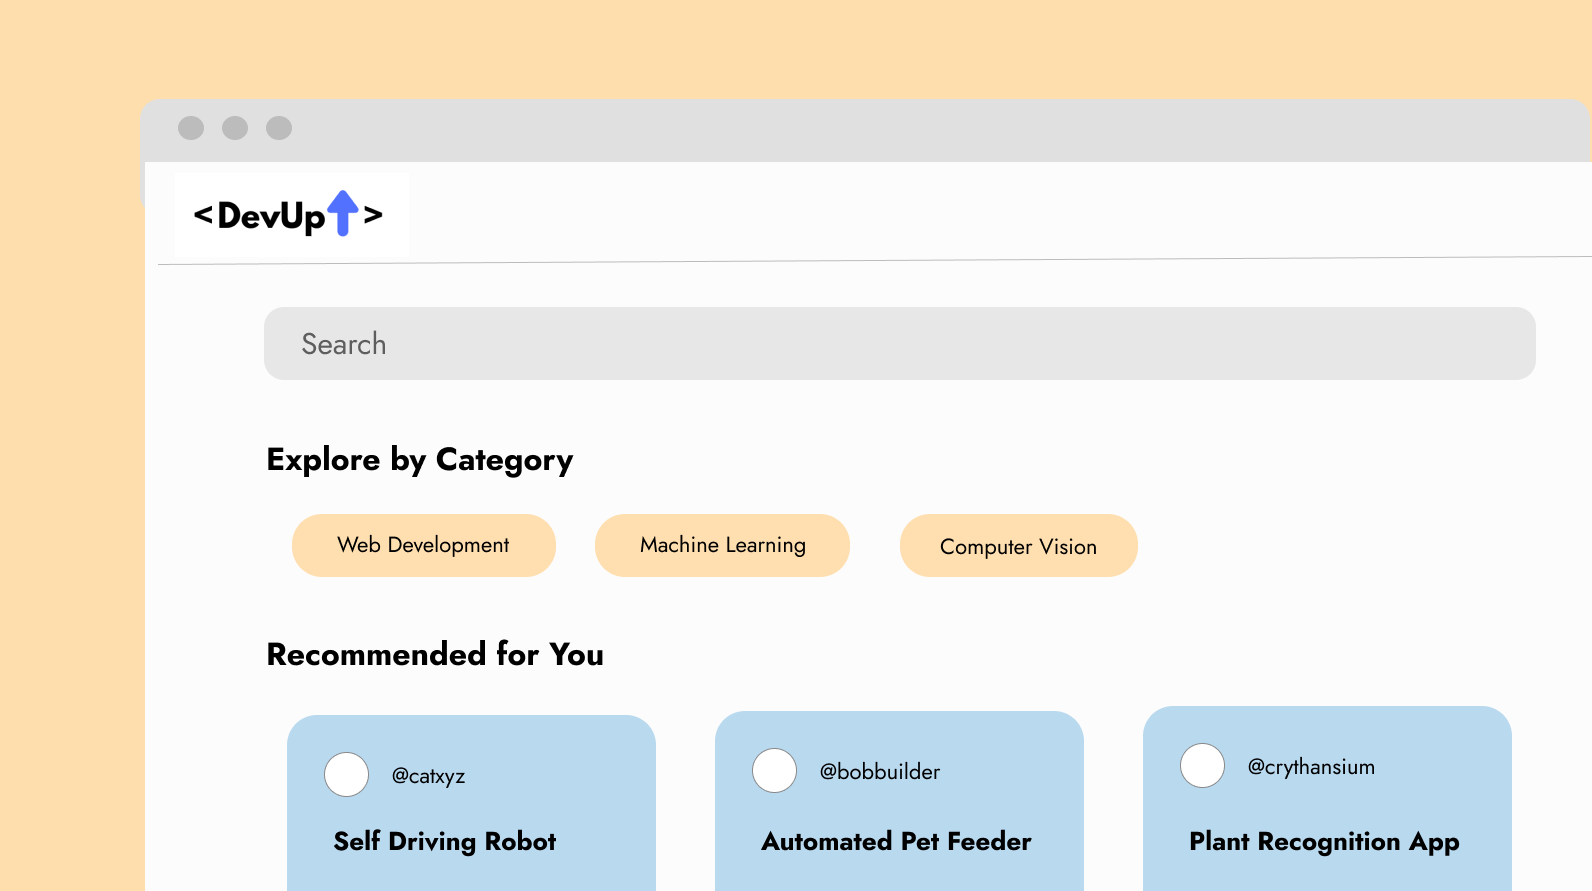 <DevUp>
Search
Explore by Category
Web Development
Machine Learning
Computer Vision
Recommended for You
@catxyz
@bobbuilder
@crythansium
Self Driving Robot
Automated Pet Feeder
Plant Recognition App